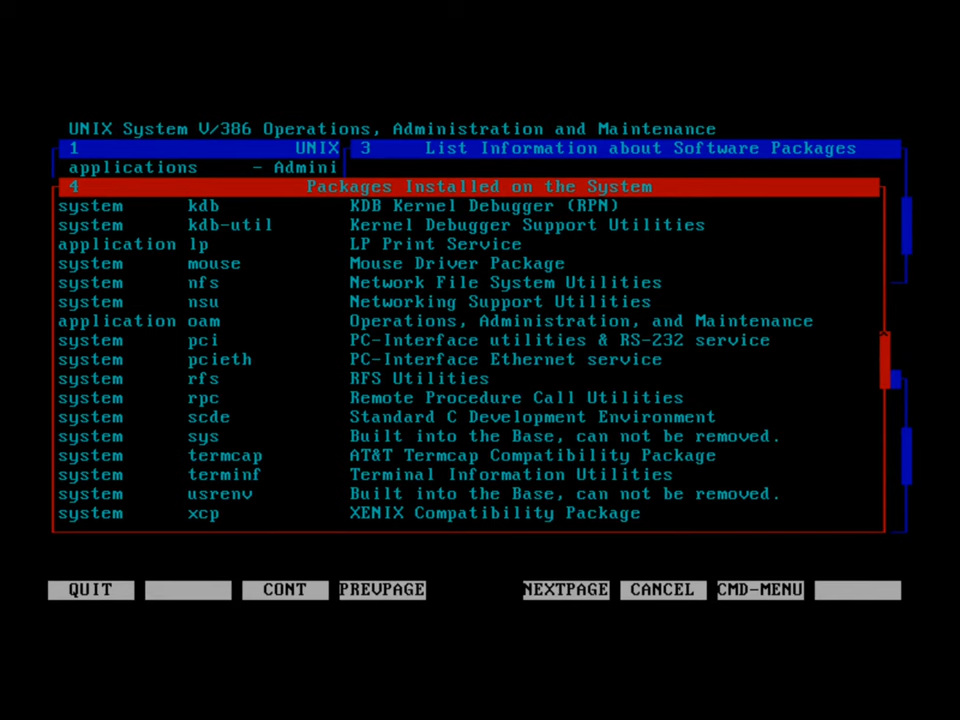 UNIX System V/386 Operations, Administration and Maintenance
1 UNIX 3 List Information about Software Packages
applications - Admini
4 Packages Installed on the System
system kdb KDB Kernel Debugger (RPN)
system kdb-util Kernel Debugger Support Utilities
application lp LP Print Service
system mouse Mouse Driver Package
system nfs Network File System Utilities
system nsu Networking Support Utilities
application oam Operations, Administration, and Maintenance
system pci PC-Interface utilities & RS-232 service
system pcieth PC-Interface Ethernet service
system rfs RFS Utilities
system rpc Remote Procedure Call Utilities
system scde Standard C Development Environment
system sys Built into the Base, can not be removed.
system termcap AT&T Termcap Compatibility Package
system terminf Terminal Information Utilities
system usrenv Built into the Base, can not be removed.
system xcp XENIX Compatibility Package
QUIT CONT PREVPAGE NEXTPAGE CANCEL CMD-MENU